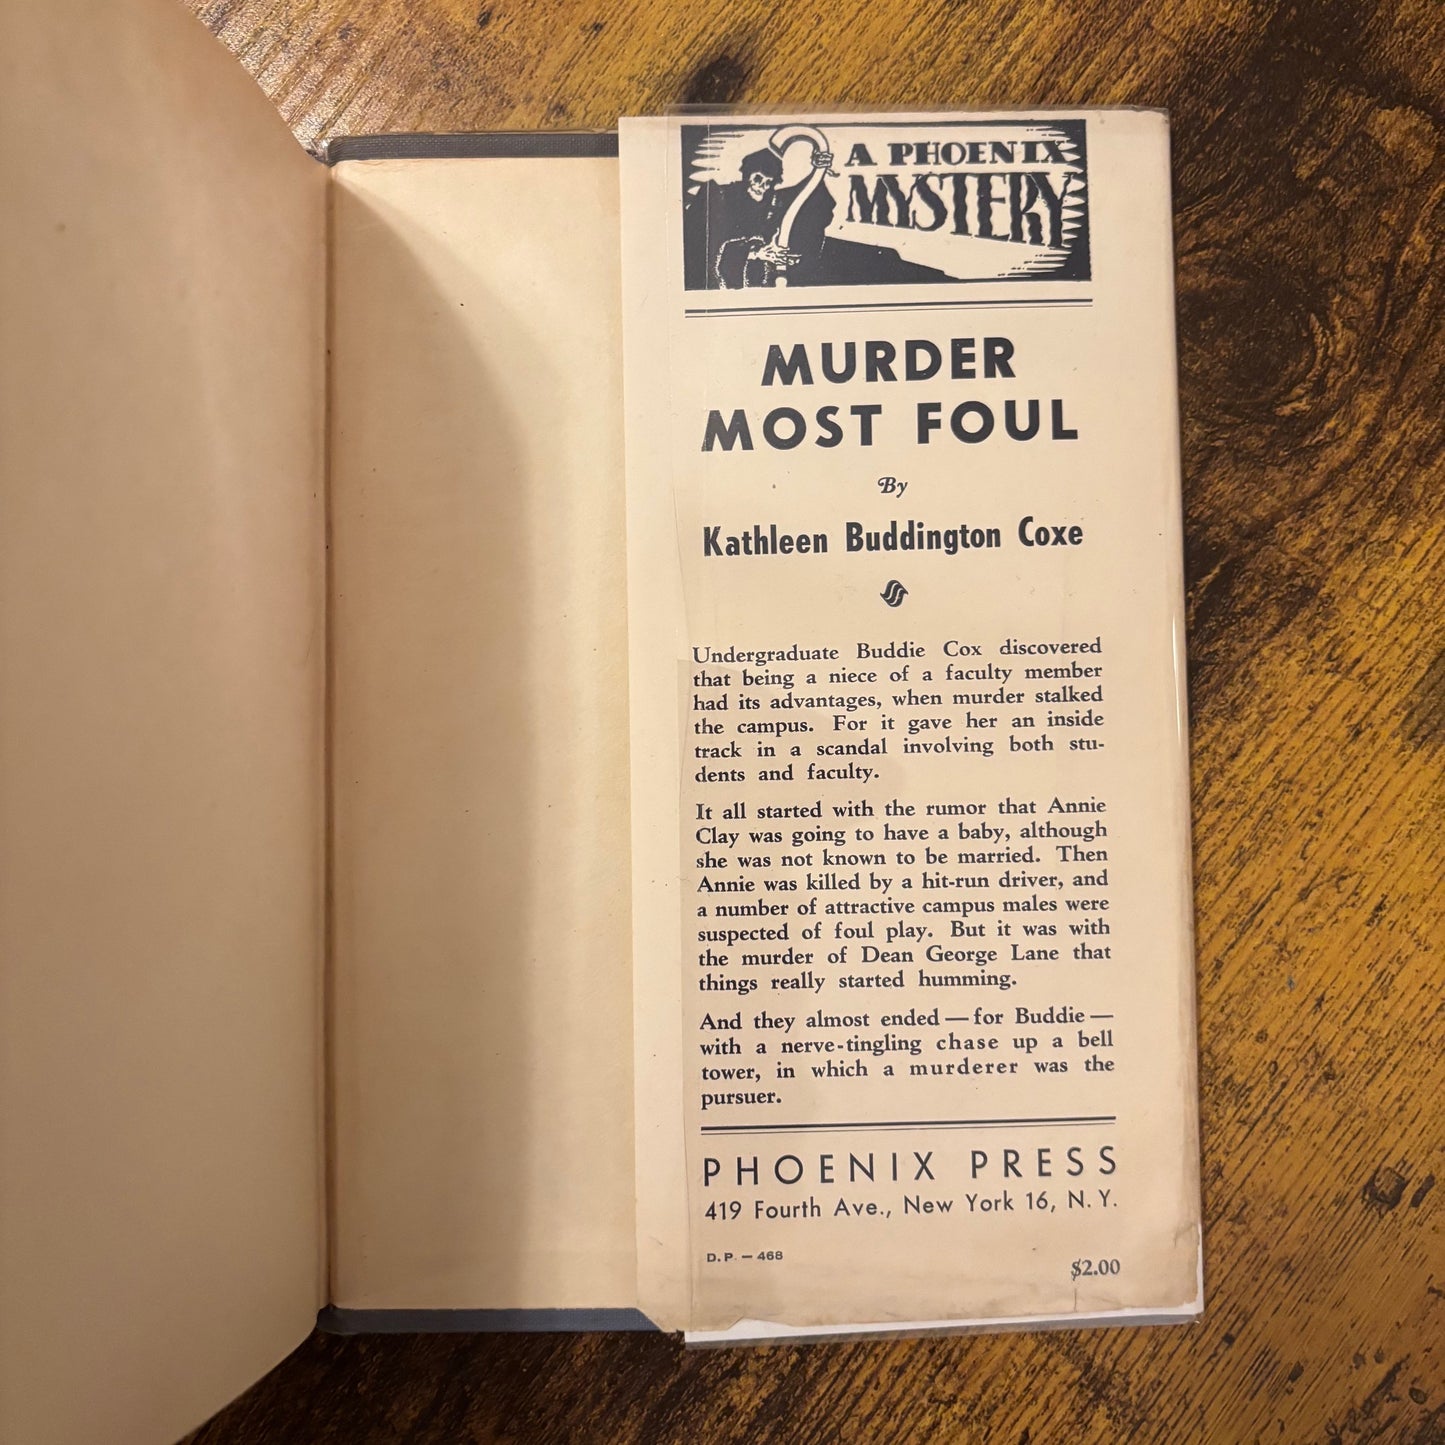 A PHOENIX
MYSTERY
MURDER
MOST FOUL
By
Kathleen Buddington Coxe
Undergraduate Buddie Cox discovered
that being a niece of a faculty member
had its advantages, when murder stalked
the campus. For it gave her an inside
track in a scandal involving both stu-
dents and faculty.
It all started with the rumor that Annie
Clay was going to have a baby, although
she was not known to be married. Then
Annie was killed by a hit-run driver, and
a number of attractive campus males were
suspected of foul play. But it was with
the murder of Dean George Lane that
things really started humming.
And they almost ended — for Buddie —
with a nerve-tingling chase up a bell
tower, in which a murderer was the
pursuer.
PHOENIX PRESS
419 Fourth Ave., New York 16, N. Y.
D. P. — 468
$2.00